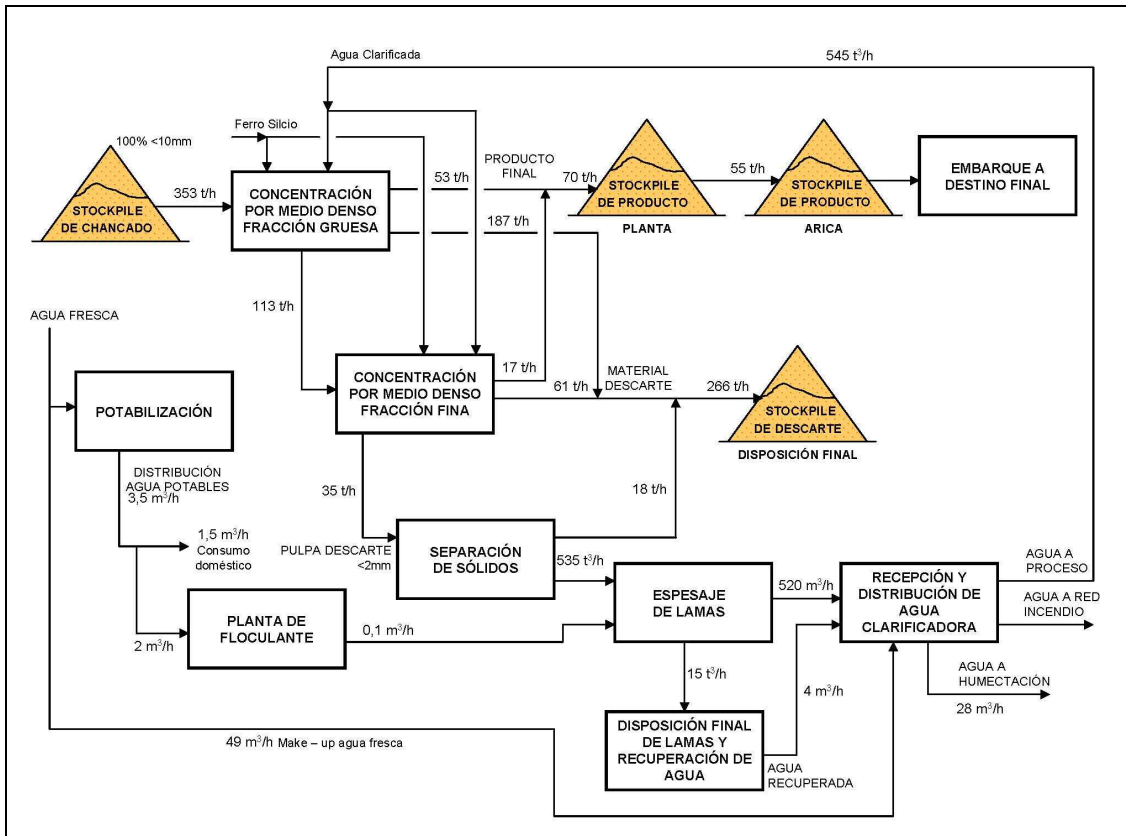 Agua Clarificada
545 t³/h
Ferro Silcio
100% <10mm
353 t/h
STOCKPILE
DE CHANCADO
CONCENTRACIÓN
POR MEDIO DENSO
FRACCIÓN GRUESA
53 t/h
PRODUCTO
FINAL
70 t/h
187 t/h
STOCKPILE
DE PRODUCTO
PLANTA
55 t/h
STOCKPILE
DE PRODUCTO
ARICA
EMBARQUE A
DESTINO FINAL
113 t/h
AGUA FRESCA
POTABILIZACIÓN
CONCENTRACIÓN
POR MEDIO DENSO
FRACCIÓN FINA
17 t/h
61 t/h
MATERIAL
DESCARTE
266 t/h
STOCKPILE
DE DESCARTE
DISPOSICIÓN FINAL
DISTRIBUCIÓN
AGUA POTABLES
3,5 m³/h
35 t/h
18 t/h
1,5 m³/h
Consumo
doméstico
PULPA DESCARTE
<2mm
SEPARACIÓN
DE SÓLIDOS
535 t³/h
ESPESAJE
DE LAMAS
520 m³/h
RECEPCIÓN Y
DISTRIBUCIÓN DE
AGUA
CLARIFICADORA
AGUA A
PROCESO
AGUA A RED
INCENDIO
2 m³/h
PLANTA DE
FLOCULANTE
0,1 m³/h
15 t³/h
4 m³/h
AGUA A
HUMECTACIÓN
28 m³/h
DISPOSICIÓN FINAL
DE LAMAS Y
RECUPERACIÓN DE
AGUA
AGUA
RECUPERADA
49 m³/h Make – up agua fresca